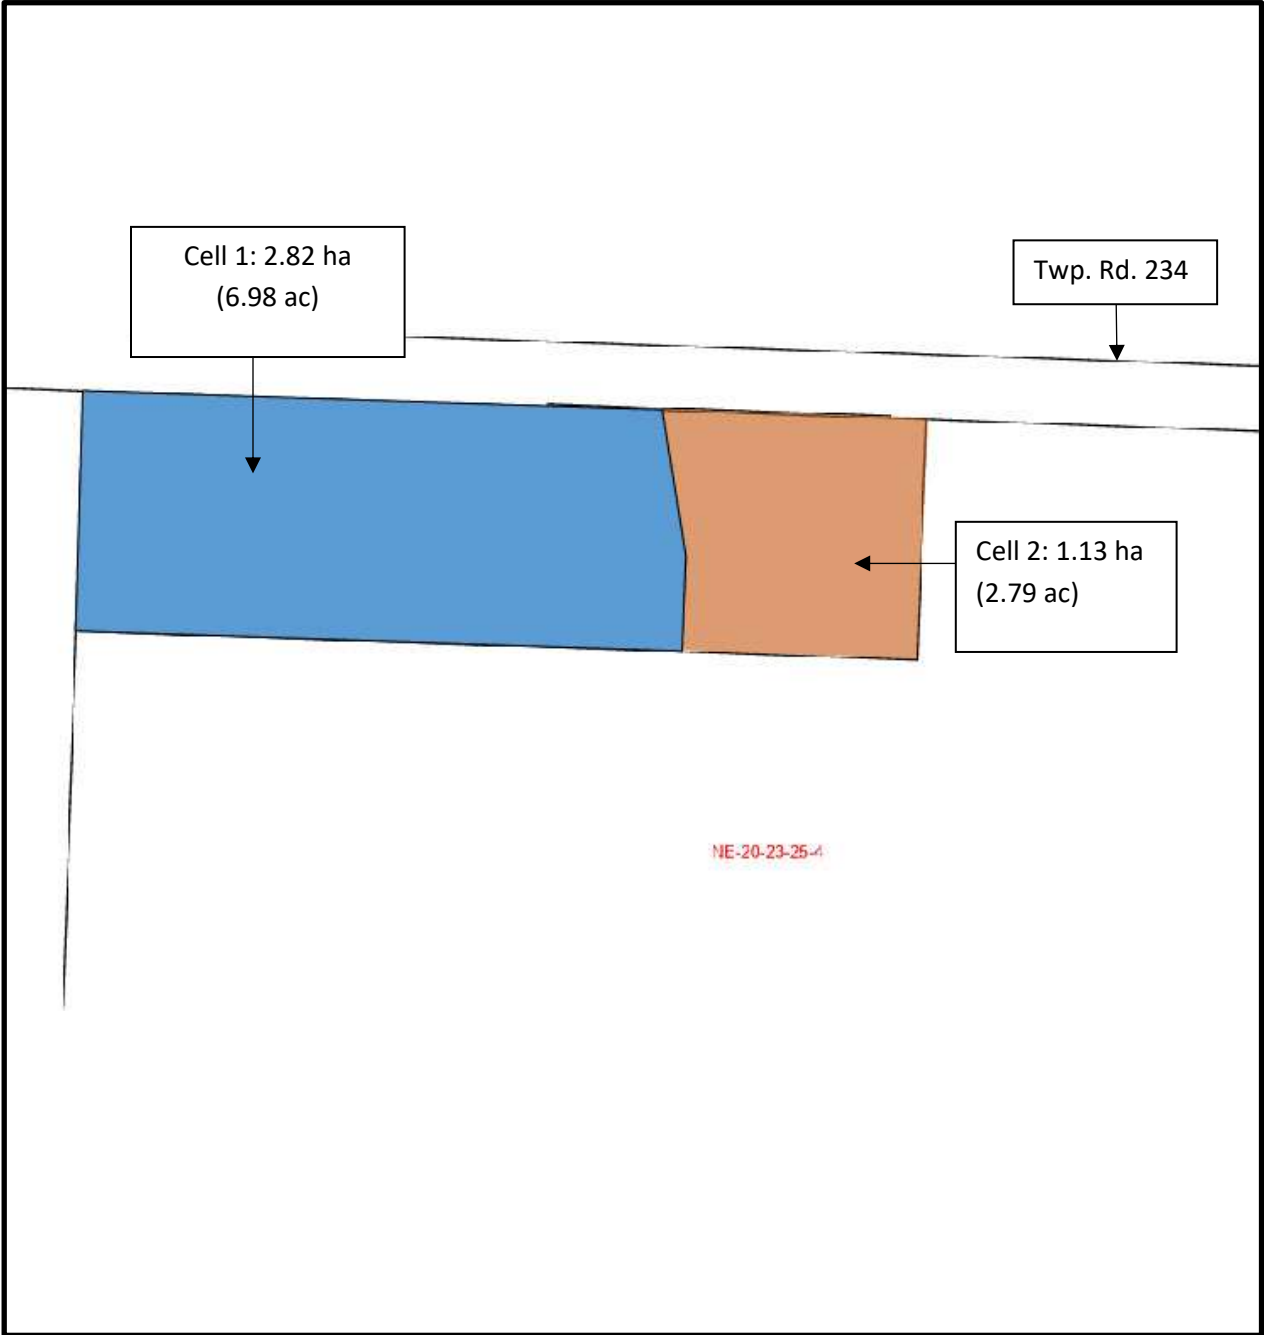 Cell 1: 2.82 ha
(6.98 ac)
Twp. Rd. 234
Cell 2: 1.13 ha
(2.79 ac)
NE-20-23-25-4